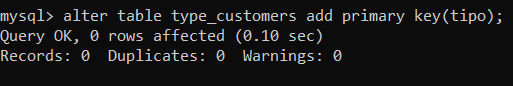 mysql> alter table type_customers add primary key(tipo);
Query OK, 0 rows affected (0.10 sec)
Records: 0  Duplicates: 0  Warnings: 0